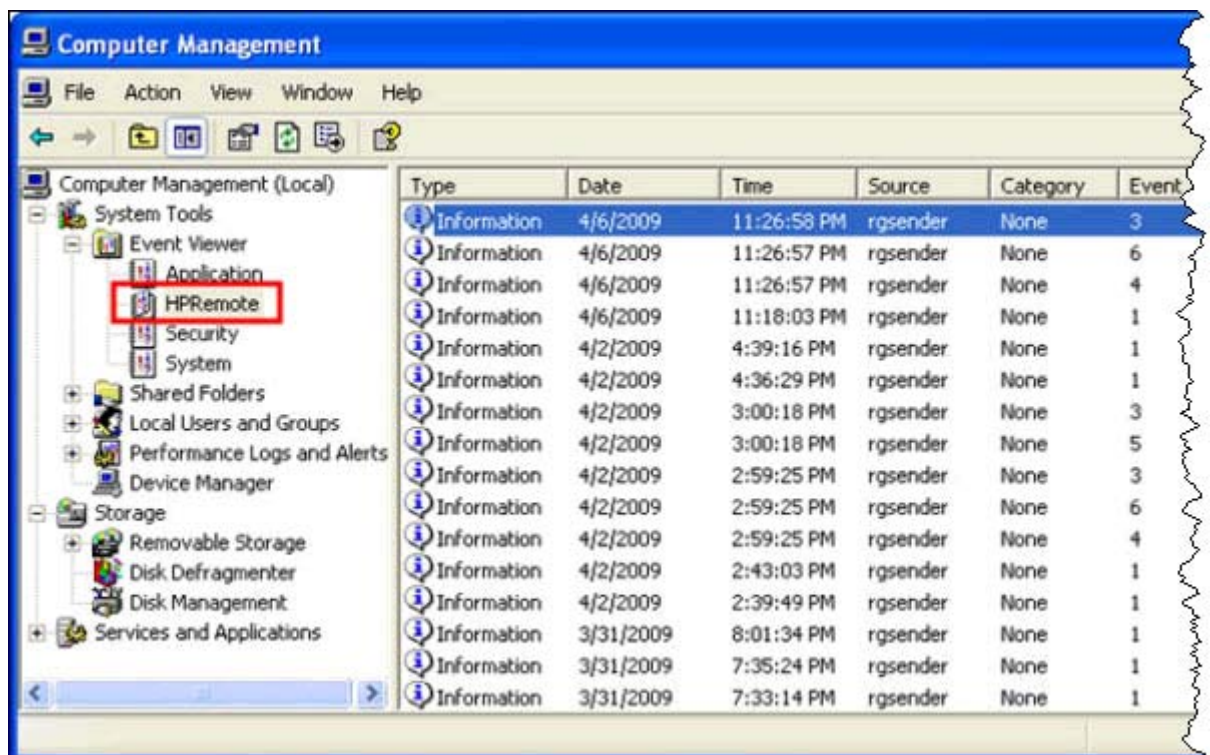 Computer Management
File Action View Window Help
Computer Management (Local)
System Tools
Event Viewer
Application
HPRemote
Security
System
Shared Folders
Local Users and Groups
Performance Logs and Alerts
Device Manager
Storage
Removable Storage
Disk Defragmenter
Disk Management
Services and Applications
Type Date Time Source Category Event
Information 4/6/2009 11:26:58 PM rgsender None 3
Information 4/6/2009 11:26:57 PM rgsender None 6
Information 4/6/2009 11:26:57 PM rgsender None 4
Information 4/6/2009 11:18:03 PM rgsender None 1
Information 4/2/2009 4:39:16 PM rgsender None 1
Information 4/2/2009 4:36:29 PM rgsender None 1
Information 4/2/2009 3:00:18 PM rgsender None 3
Information 4/2/2009 3:00:18 PM rgsender None 5
Information 4/2/2009 2:59:25 PM rgsender None 3
Information 4/2/2009 2:59:25 PM rgsender None 6
Information 4/2/2009 2:59:25 PM rgsender None 4
Information 4/2/2009 2:43:03 PM rgsender None 1
Information 4/2/2009 2:39:49 PM rgsender None 1
Information 3/31/2009 8:01:34 PM rgsender None 1
Information 3/31/2009 7:35:24 PM rgsender None 1
Information 3/31/2009 7:33:14 PM rgsender None 1